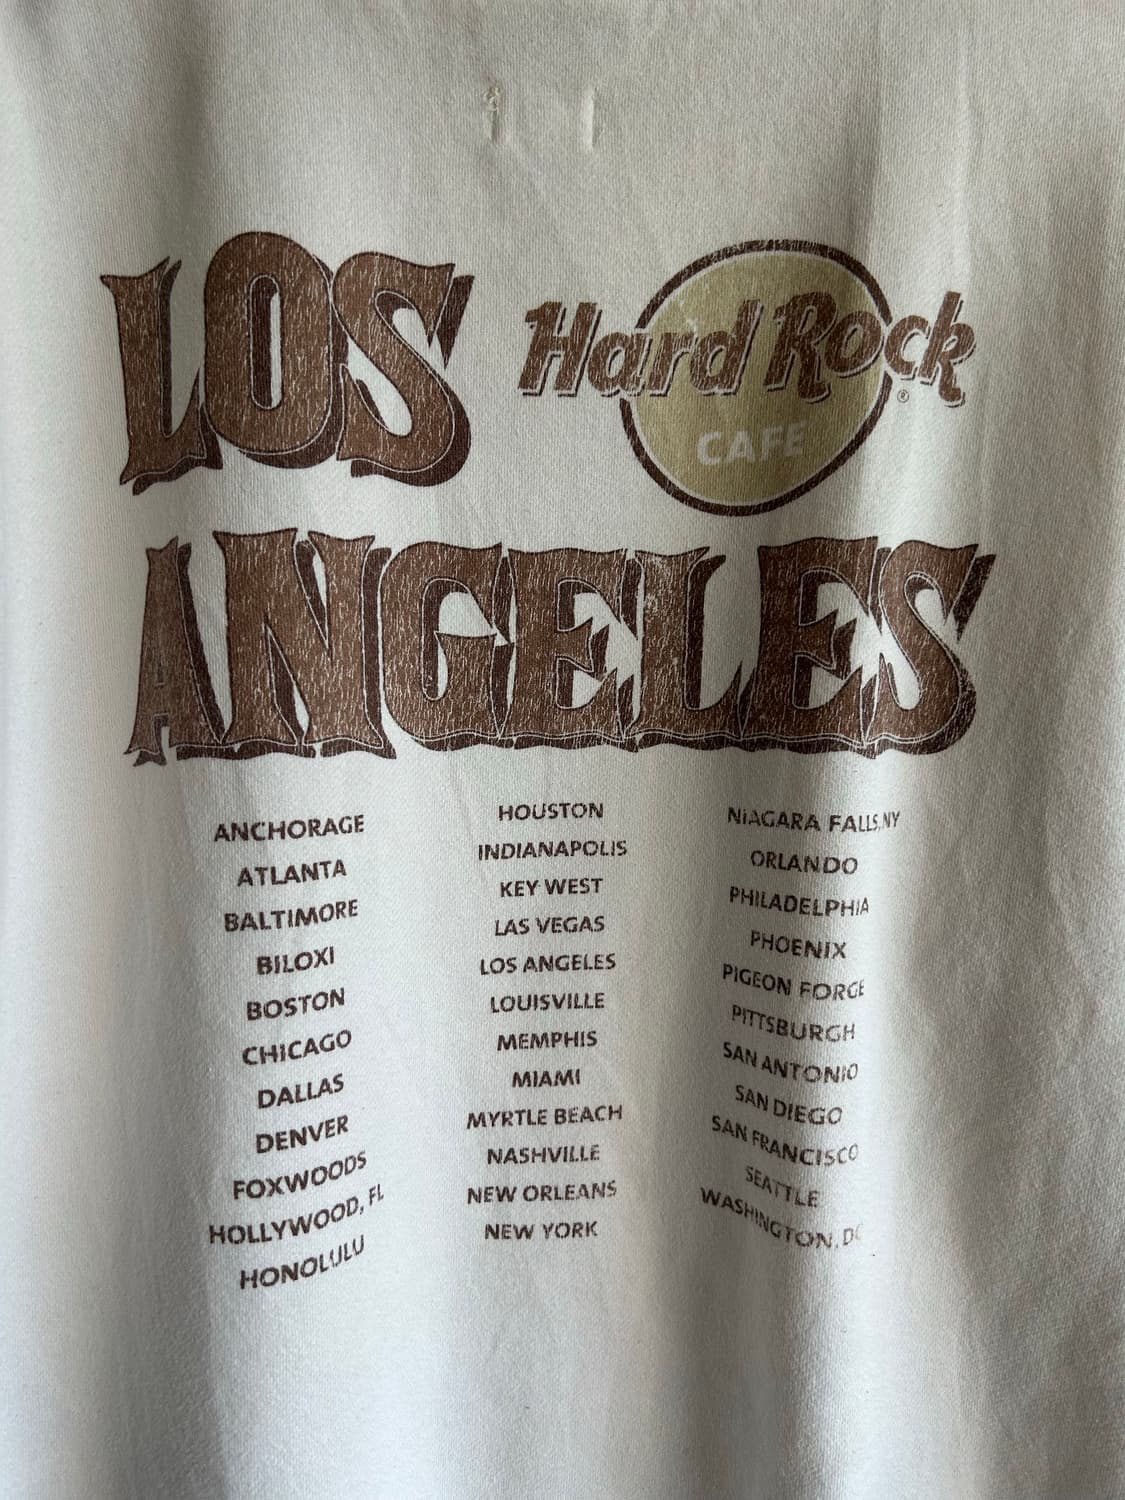 LOS
Hard Rock
®
CAFE
ANGELES
ANCHORAGE
ATLANTA
BALTIMORE
BILOXI
BOSTON
CHICAGO
DALLAS
DENVER
FOXWOODS
HOLLYWOOD, FL
HONOLULU
HOUSTON
INDIANAPOLIS
KEY WEST
LAS VEGAS
LOS ANGELES
LOUISVILLE
MEMPHIS
MIAMI
MYRTLE BEACH
NASHVILLE
NEW ORLEANS
NEW YORK
NIAGARA FALLS, NY
ORLANDO
PHILADELPHIA
PHOENIX
PIGEON FORGE
PITTSBURGH
SAN ANTONIO
SAN DIEGO
SAN FRANCISCO
SEATTLE
WASHINGTON, DC